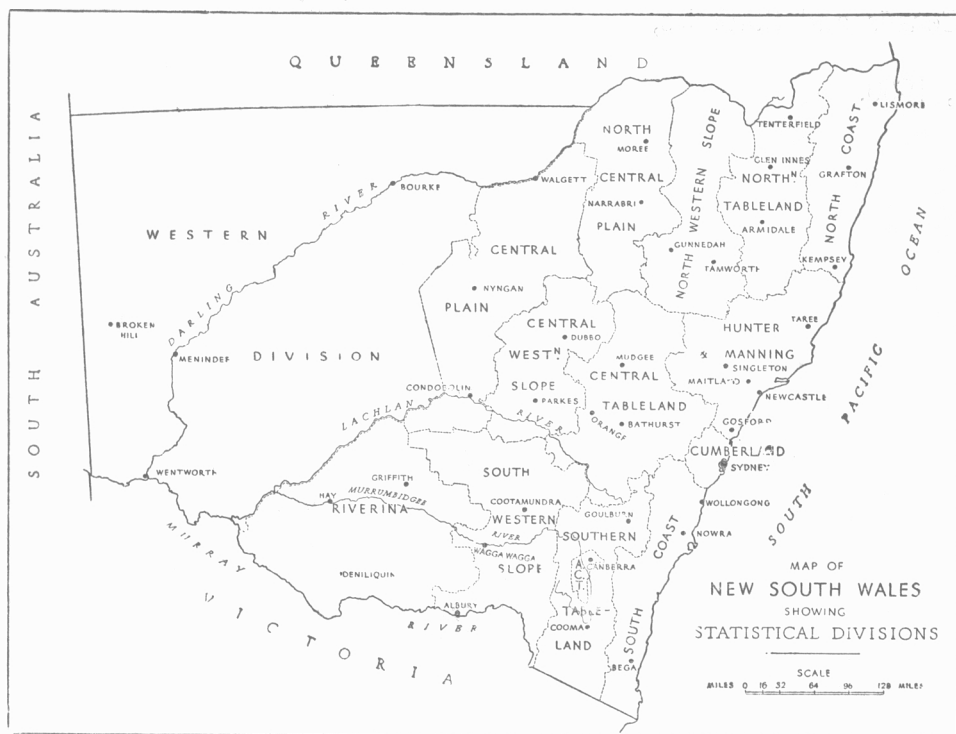 QUEENSLAND
SOUTH AUSTRALIA
WESTERN
DIVISION
DARLING RIVER
BOURKE
BROKEN
HILL
MENINDEE
WENTWORTH
WALGETT
CENTRAL
PLAIN
NYNGAN
NORTH
MOREE
CENTRAL
NARRABRI
PLAIN
NORTH WESTERN SLOPE
GUNNEDAH
TAMWORTH
TENTERFIELD
GLEN INNES
NORTHN
TABLELAND
ARMIDALE
NORTH COAST
LISMORE
GRAFTON
KEMPSEY
CENTRAL
DUBBO
WESTN
SLOPE
PARKES
MUDGEE
CENTRAL
TABLELAND
ORANGE
BATHURST
HUNTER
TAREE
&
MANNING
SINGLETON
MAITLAND
NEWCASTLE
GOSFORD
CUMBERLAND
SYDNEY
CONDOBOLIN
LACHLAN RIVER
SOUTH
GRIFFITH
HAY
MURRUMBIDGEE
RIVERINA
COOTAMUNDRA
WESTERN
RIVER
WAGGA WAGGA
SLOPE
DENILIQUIN
ALBURY
MURRAY
RIVER
VICTORIA
GOULBURN
SOUTHERN
A.C.T.
CANBERRA
TABLE-
COOMA
LAND
SOUTH COAST
WOLLONGONG
NOWRA
BEGA
SOUTH PACIFIC OCEAN
MAP OF
NEW SOUTH WALES
SHOWING
STATISTICAL DIVISIONS
SCALE
MILES 0 16 32 64 96 128 MILES